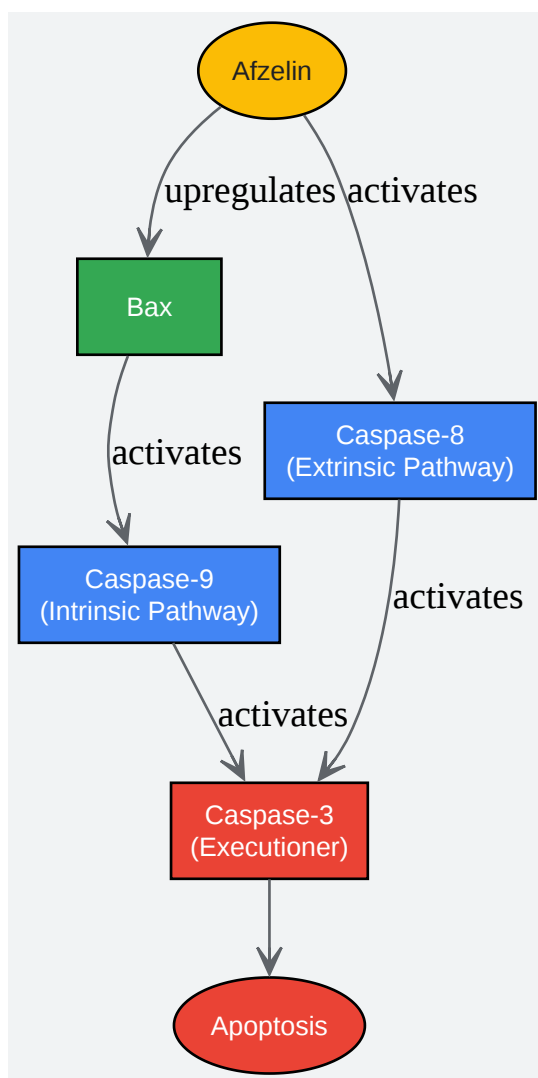 Afzelin
upregulates
activates
Bax
Caspase-8
(Extrinsic Pathway)
activates
Caspase-9
(Intrinsic Pathway)
activates
activates
Caspase-3
(Executioner)
Apoptosis